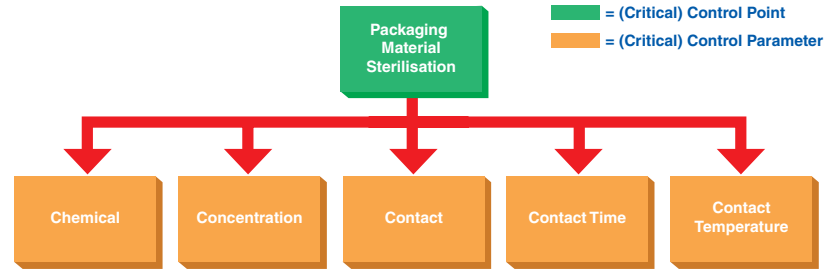 Packaging
Material
Sterilisation
= (Critical) Control Point
= (Critical) Control Parameter
Chemical
Concentration
Contact
Contact Time
Contact
Temperature